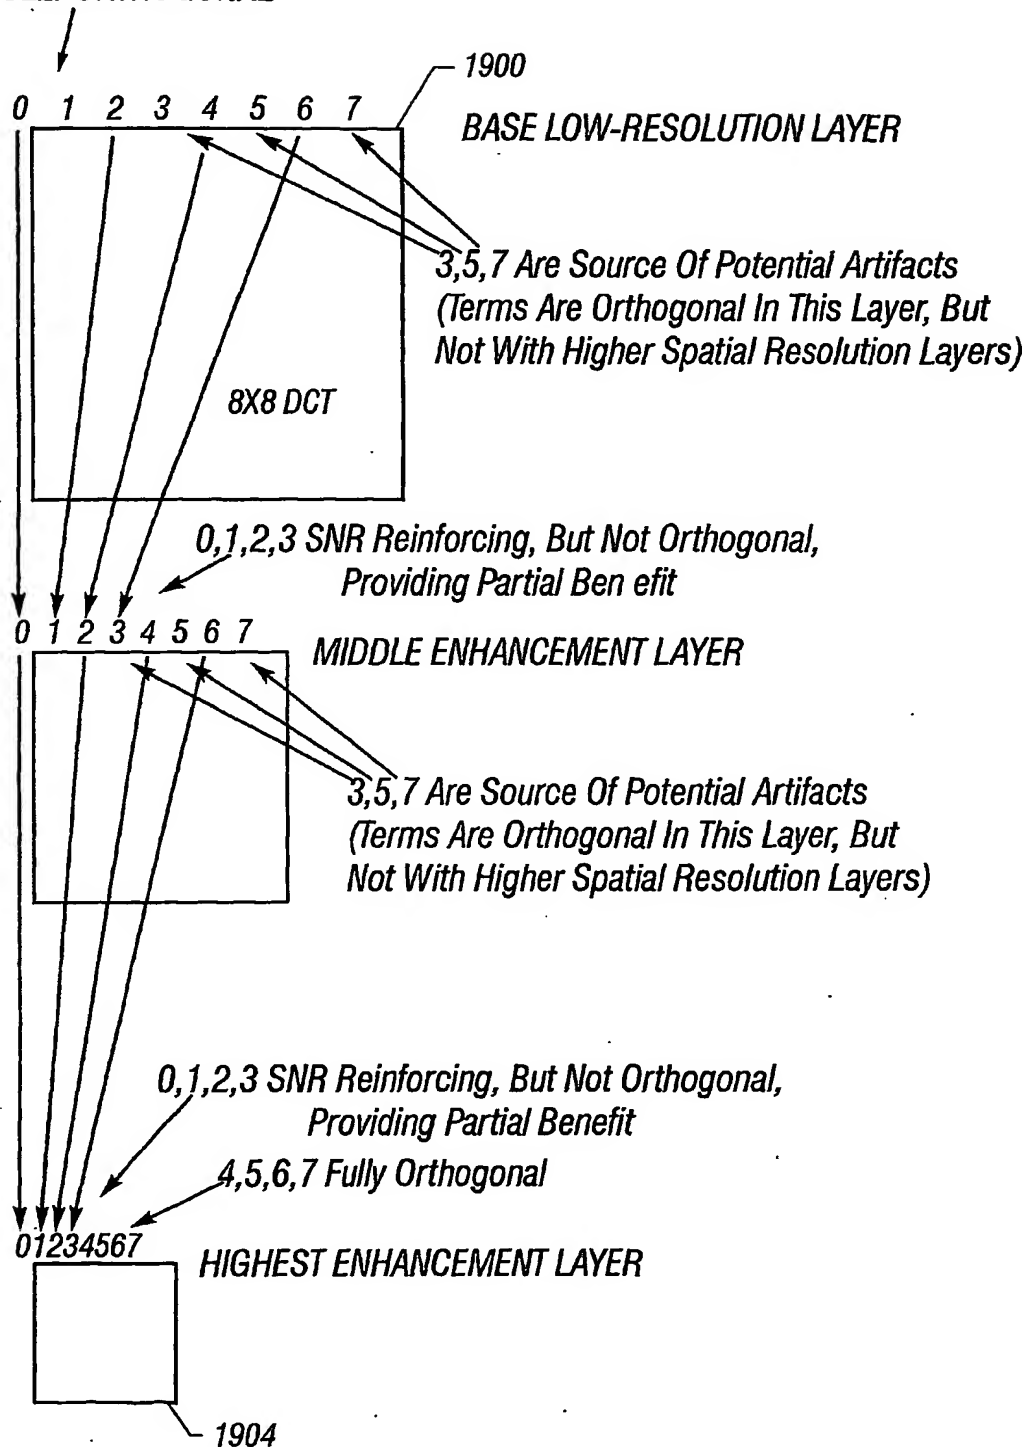 1900
0 1 2 3 4 5 6 7
BASE LOW-RESOLUTION LAYER
3,5,7 Are Source Of Potential Artifacts
(Terms Are Orthogonal In This Layer, But
Not With Higher Spatial Resolution Layers)
8X8 DCT
0,1,2,3 SNR Reinforcing, But Not Orthogonal,
Providing Partial Ben efit
0 1 2 3 4 5 6 7
MIDDLE ENHANCEMENT LAYER
3,5,7 Are Source Of Potential Artifacts
(Terms Are Orthogonal In This Layer, But
Not With Higher Spatial Resolution Layers)
0,1,2,3 SNR Reinforcing, But Not Orthogonal,
Providing Partial Benefit
4,5,6,7 Fully Orthogonal
01234567
HIGHEST ENHANCEMENT LAYER
1904